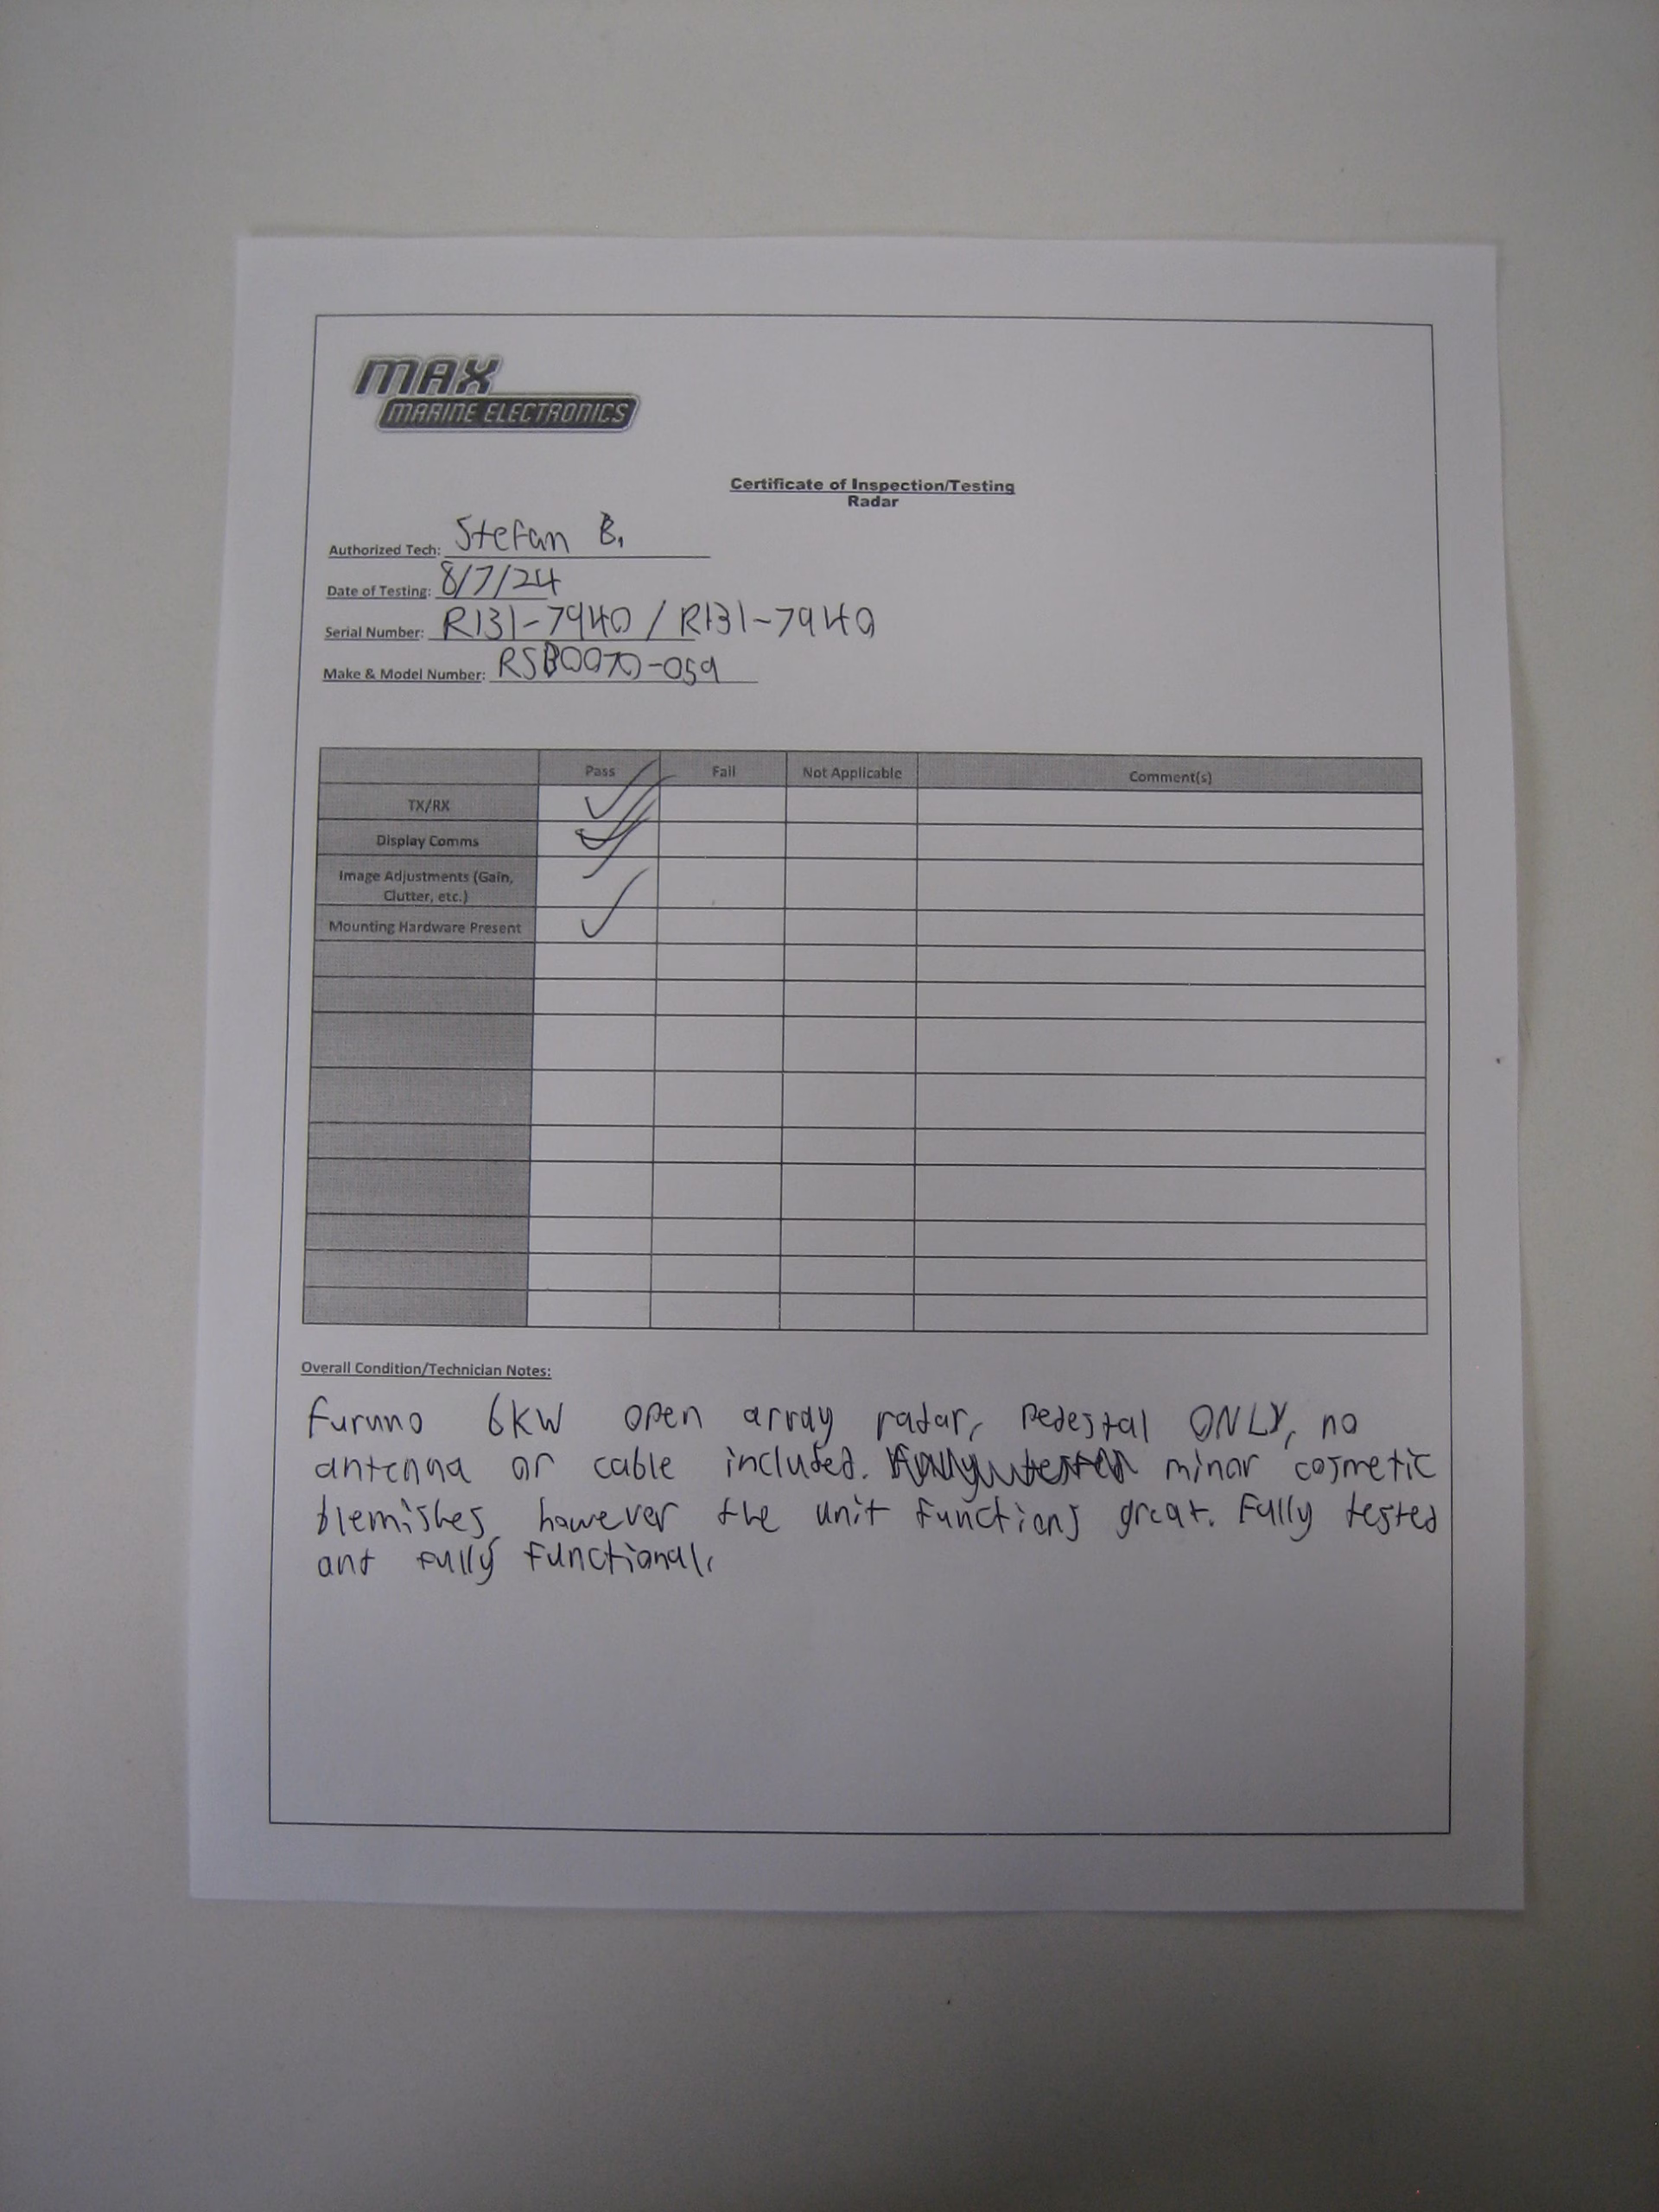 MAX
MARINE ELECTRONICS
Certificate of Inspection/Testing
Radar
Authorized Tech: Stefan B.
Date of Testing: 8/7/24
Serial Number: R131-7940 / R131-7940
Make & Model Number: RSB0070-059
Pass Fail Not Applicable Comment(s)
TX/RX
Display Comms
Image Adjustments (Gain,
Clutter, etc.)
Mounting Hardware Present
Overall Condition/Technician Notes:
Furuno 6KW open array radar, Pedestal ONLY, no
antenna or cable included. minor cosmetic
blemishes, however the unit functions great. Fully tested
and fully functional.